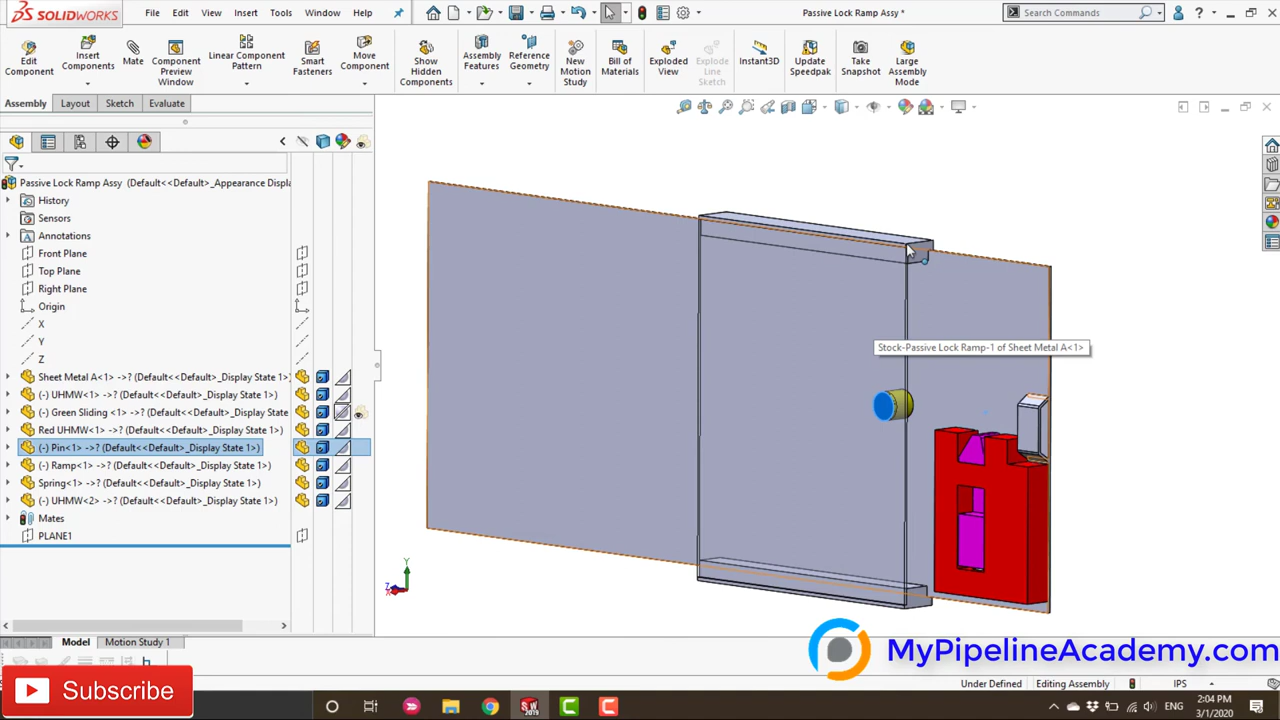 SOLIDWORKS File Edit View Insert Tools Window Help Passive Lock Ramp Assy * Search Commands
Edit Component
Insert Components
Mate
Component Preview Window
Linear Component Pattern
Smart Fasteners
Move Component
Show Hidden Components
Assembly Features
Reference Geometry
New Motion Study
Bill of Materials
Exploded View
Explode Line Sketch
Instant3D
Update Speedpak
Take Snapshot
Large Assembly Mode
Assembly Layout Sketch Evaluate
Passive Lock Ramp Assy (Default<<Default>_Appearance Displa
History
Sensors
Annotations
Front Plane
Top Plane
Right Plane
Origin
X
Y
Z
Sheet Metal A<1> ->? (Default<<Default>_Display State 1>)
(-) UHMW<1> ->? (Default<<Default>_Display State 1>)
(-) Green Sliding <1> ->? (Default<<Default>_Display State 1>)
Red UHMW<1> ->? (Default<<Default>_Display State 1>)
(-) Pin<1> ->? (Default<<Default>_Display State 1>)
(-) Ramp<1> ->? (Default<<Default>_Display State 1>)
Spring<1> ->? (Default<<Default>_Display State 1>)
(-) UHMW<2> ->? (Default<<Default>_Display State 1>)
Mates
PLANE1
Stock-Passive Lock Ramp-1 of Sheet Metal A<1>
Y
Z
X
Model Motion Study 1
MyPipelineAcademy.com
Subscribe
Under Defined Editing Assembly IPS
SW 2019
ENG
2:04 PM
3/1/2020